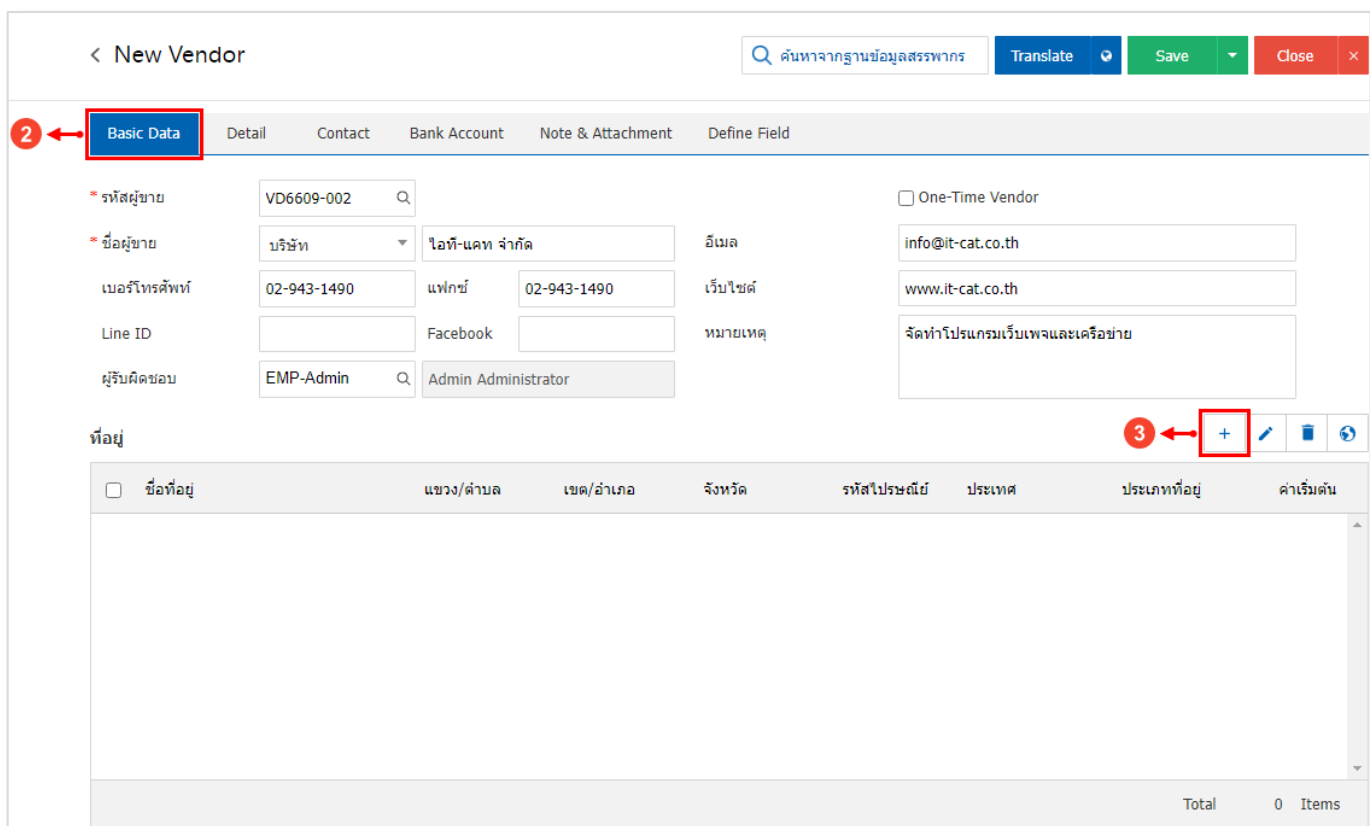 < New Vendor ค้นหาจากฐานข้อมูลสรรพากร Translate Save Close ×
2 Basic Data Detail Contact Bank Account Note & Attachment Define Field
* รหัสผู้ขาย VD6609-002 One-Time Vendor
* ชื่อผู้ขาย บริษัท ไอที-แคท จำกัด อีเมล info@it-cat.co.th
เบอร์โทรศัพท์ 02-943-1490 แฟกซ์ 02-943-1490 เว็บไซต์ www.it-cat.co.th
Line ID Facebook หมายเหตุ จัดทำโปรแกรมเว็บเพจและเครือข่าย
ผู้รับผิดชอบ EMP-Admin Admin Administrator
ที่อยู่ 3 +
ชื่อที่อยู่ แขวง/ตำบล เขต/อำเภอ จังหวัด รหัสไปรษณีย์ ประเทศ ประเภทที่อยู่ ค่าเริ่มต้น
Total 0 Items